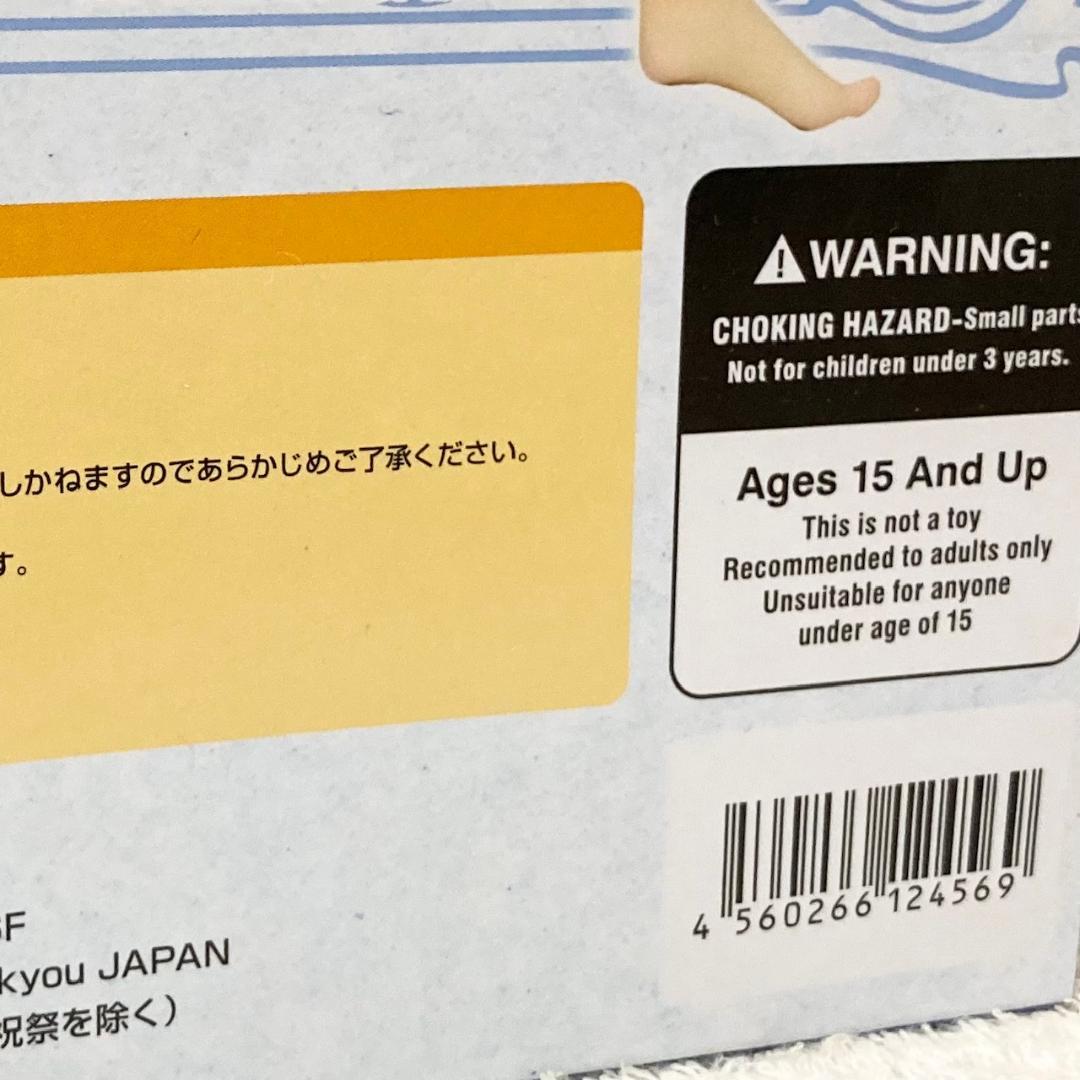 しかねますのであらかじめご了承ください。
す。
WARNING:
CHOKING HAZARD-Small parts
Not for children under 3 years.
Ages 15 And Up
This is not a toy
Recommended to adults only
Unsuitable for anyone
under age of 15
4 560266 124569
kyou JAPAN
祝祭を除く)